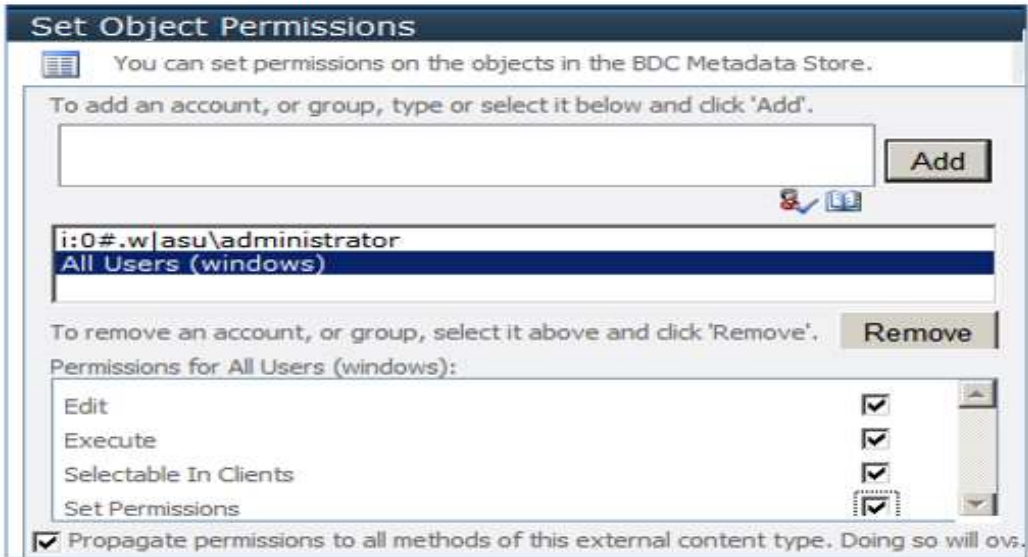 Set Object Permissions
You can set permissions on the objects in the BDC Metadata Store.
To add an account, or group, type or select it below and click 'Add'.
Add
i:0#.w|asu\administrator
All Users (windows)
To remove an account, or group, select it above and click 'Remove'.
Remove
Permissions for All Users (windows):
Edit
Execute
Selectable In Clients
Set Permissions
Propagate permissions to all methods of this external content type. Doing so will